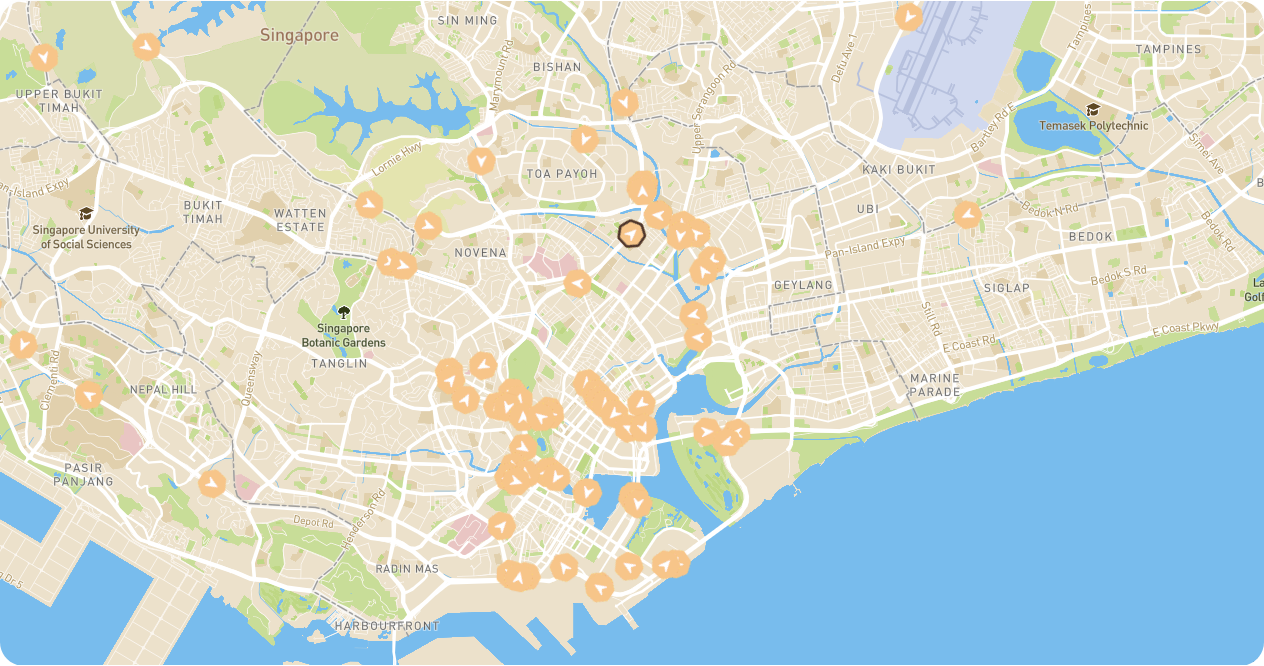 SIN MING
Singapore
TAMPINES
Tampines
Defu Ave 1
BISHAN
Marymount Rd
Upper Serangoon Rd
UPPER BUKIT
TIMAH
Bartley Rd E
Temasek Polytechnic
Simei Ave
Lornie Hwy
TOA PAYOH
KAKI BUKIT
an-Island Expy
BUKIT
TIMAH
WATTEN
ESTATE
UBI
Bedok N Rd
Singapore University
of Social Sciences
BEDOK
Bedok Rd
NOVENA
Pan-Island Expy
GEYLANG
SIGLAP
Bedok S Rd
La
Golf
Singapore
Botanic Gardens
Still Rd
E Coast Pkwy
E Coast Rd
TANGLIN
Clementi Rd
Queensway
NEPAL HILL
MARINE
PARADE
PASIR
PANJANG
Henderson Rd
Depot Rd
RADIN MAS
Dr 5
HARBOURFRONT